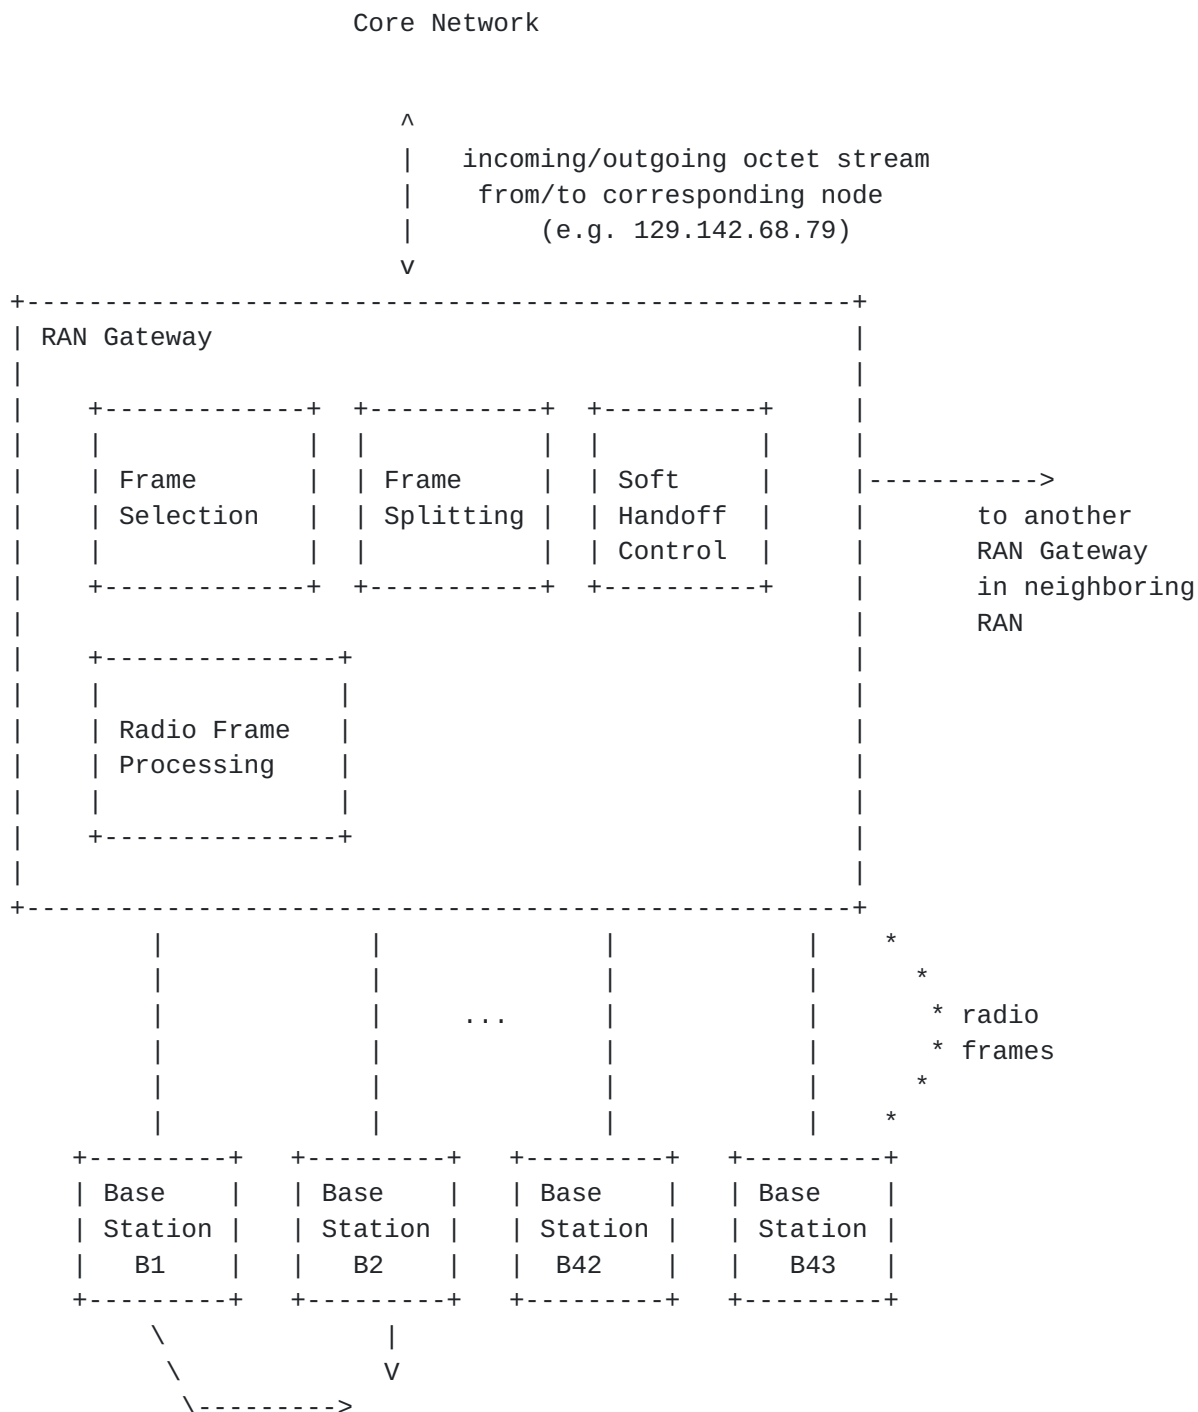 Core Network
incoming/outgoing octet stream
from/to corresponding node
(e.g. 129.142.68.79)
RAN Gateway
Frame
Selection
Frame
Splitting
Soft
Handoff
Control
to another
RAN Gateway
in neighboring
RAN
Radio Frame
Processing
...
radio
frames
Base
Station
B1
Base
Station
B2
Base
Station
B42
Base
Station
B43